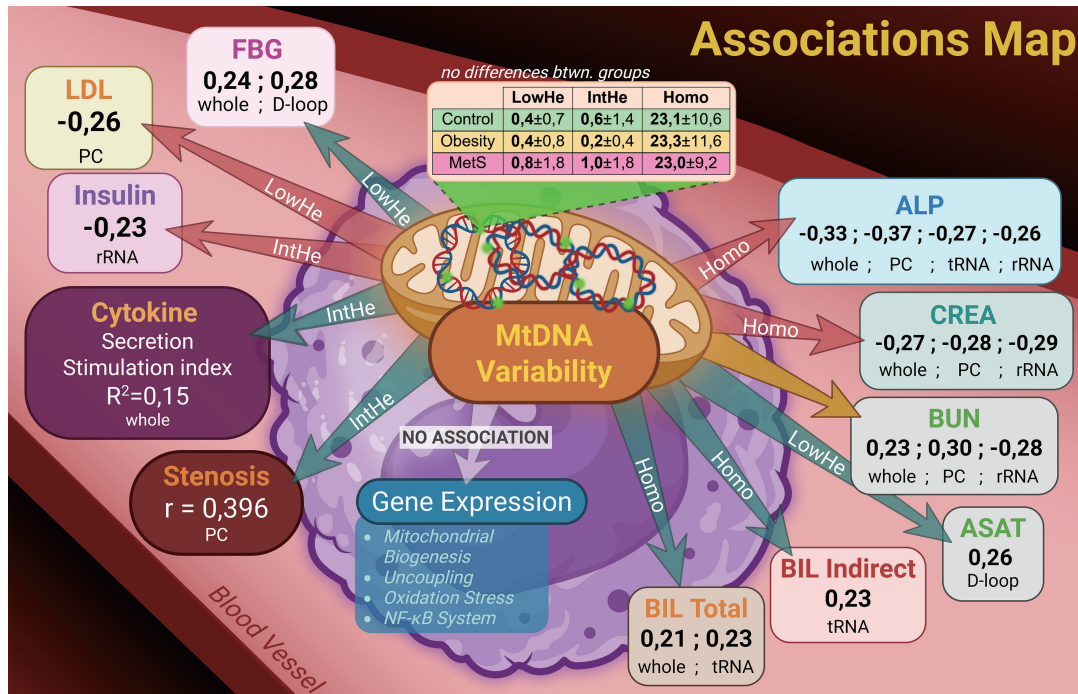 Associations Map
FBG
0,24 ; 0,28
whole ; D-loop
LDL
-0,26
PC
no differences btwn. groups
LowHe IntHe Homo
Control 0,4±0,7 0,6±1,4 23,1±10,6
Obesity 0,4±0,8 0,2±0,4 23,3±11,6
MetS 0,8±1,8 1,0±1,8 23,0±9,2
Insulin
-0,23
rRNA
LowHe
LowHe
IntHe
IntHe
IntHe
Cytokine
Secretion
Stimulation index
R²=0,15
whole
Stenosis
r = 0,396
PC
MtDNA
Variability
NO ASSOCIATION
Gene Expression
• Mitochondrial
Biogenesis
• Uncoupling
• Oxidation Stress
• NF-κB System
Homo
ALP
-0,33 ; -0,37 ; -0,27 ; -0,26
whole ; PC ; tRNA ; rRNA
Homo
CREA
-0,27 ; -0,28 ; -0,29
whole ; PC ; rRNA
BUN
0,23 ; 0,30 ; -0,28
whole ; PC ; rRNA
LowHe
ASAT
0,26
D-loop
Homo
BIL Indirect
0,23
tRNA
Homo
BIL Total
0,21 ; 0,23
whole ; tRNA
Blood Vessel